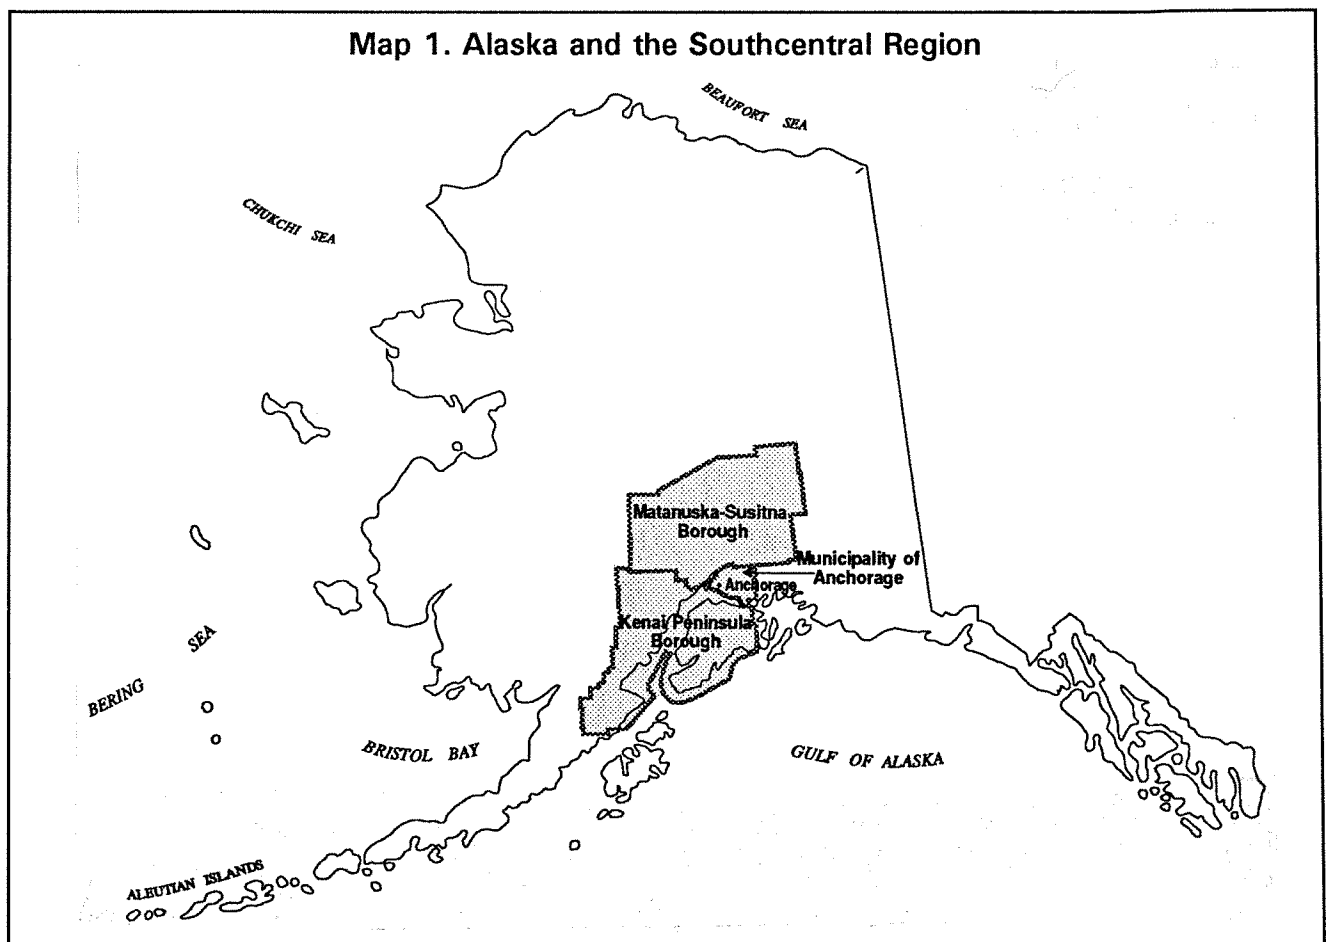 Map 1. Alaska and the Southcentral Region
BEAUFORT SEA
CHUKCHI SEA
Matanuska-Susitna
Borough
Municipality of
Anchorage
Anchorage
Kenai Peninsula
Borough
BERING SEA
BRISTOL BAY
GULF OF ALASKA
ALEUTIAN ISLANDS